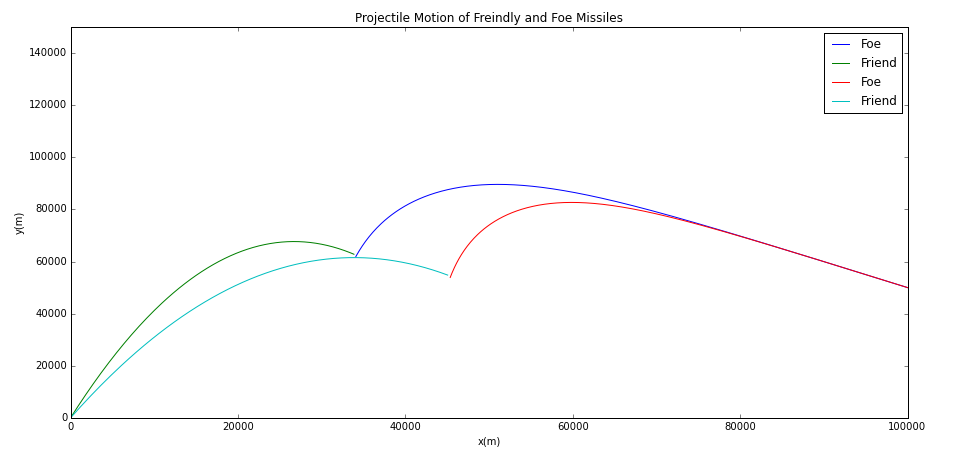 Projectile Motion of Freindly and Foe Missiles
Foe
Friend
Foe
Friend
140000
120000
100000
80000
60000
40000
20000
0
y(m)
0 20000 40000 60000 80000 100000
x(m)